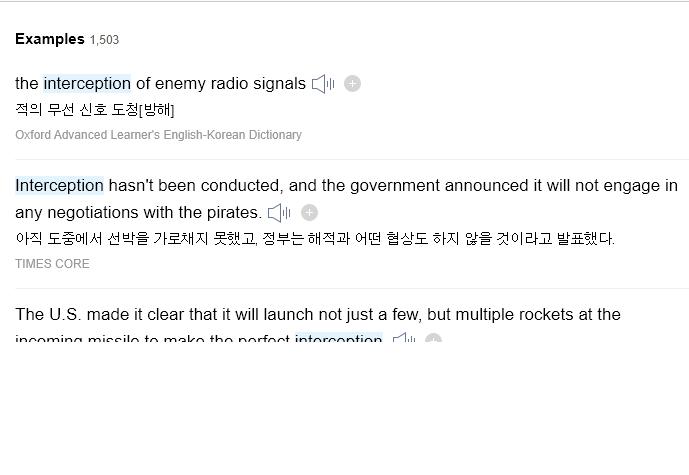 Examples 1,503
the interception of enemy radio signals
적의 무선 신호 도청[방해]
Oxford Advanced Learner's English-Korean Dictionary
Interception hasn't been conducted, and the government announced it will not engage in
any negotiations with the pirates.
아직 도중에서 선박을 가로채지 못했고, 정부는 해적과 어떤 협상도 하지 않을 것이라고 발표했다.
TIMES CORE
The U.S. made it clear that it will launch not just a few, but multiple rockets at the
incoming missile to make the perfect interception.